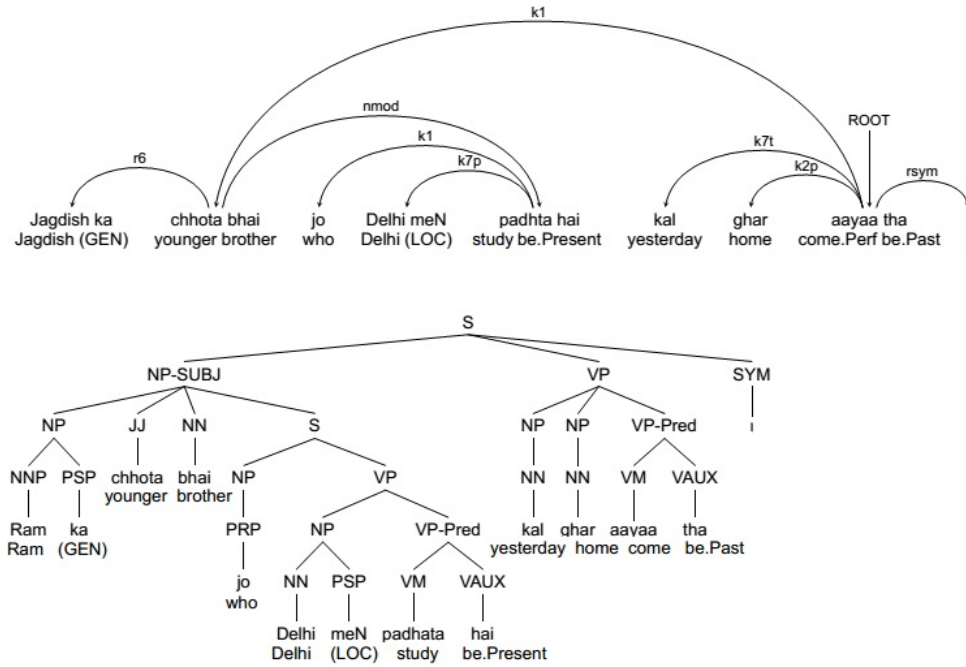 k1
nmod
ROOT
k1
k7t
r6
k7p
k2p
rsym
Jagdish ka chhota bhai jo Delhi meN padhta hai kal ghar aayaa tha
Jagdish (GEN) younger brother who Delhi (LOC) study be.Present yesterday home come.Perf be.Past
S
NP-SUBJ VP SYM
NP JJ NN S NP NP VP-Pred ।
NNP PSP chhota bhai NP VP NN NN VM VAUX
younger brother
Ram ka PRP NP VP-Pred kal ghar aayaa tha
Ram (GEN) yesterday home come be.Past
jo NN PSP VM VAUX
who
Delhi meN padhata hai
Delhi (LOC) study be.Present